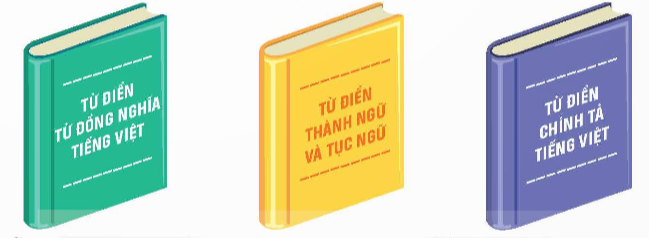 TỪ ĐIỂN
TỪ ĐỒNG NGHĨA
TIẾNG VIỆT
TỪ ĐIỂN
THÀNH NGỮ
VÀ TỤC NGỮ
TỪ ĐIỂN
CHÍNH TẢ
TIẾNG VIỆT